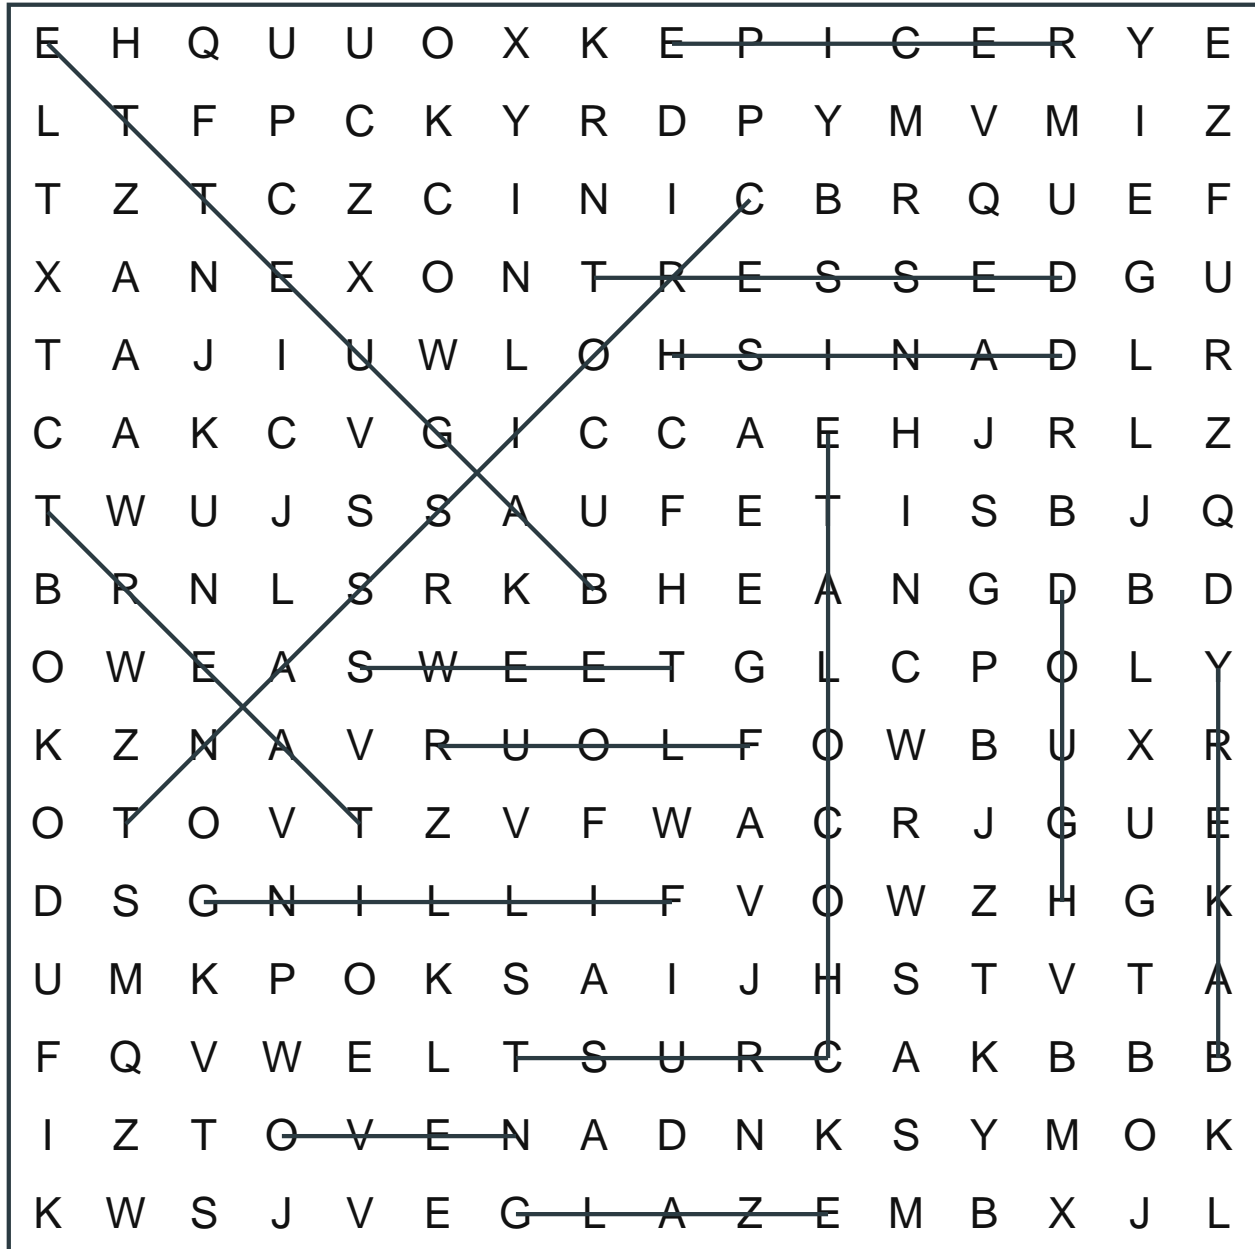 E H Q U U O X K E P I C E R Y E
L T F P C K Y R D P Y M V M I Z
T Z T C Z C I N I C B R Q U E F
X A N E X O N T R E S S E D G U
T A J I U W L O H S I N A D L R
C A K C V G I C C A E H J R L Z
T W U J S S A U F E T I S B J Q
B R N L S R K B H E A N G D B D
O W E A S W E E T G L C P O L Y
K Z N A V R U O L F O W B U X R
O T O V T Z V F W A C R J G U E
D S G N I L L I F V O W Z H G K
U M K P O K S A I J H S T V T A
F Q V W E L T S U R C A K B B B
I Z T O V E N A D N K S Y M O K
K W S J V E G L A Z E M B X J L